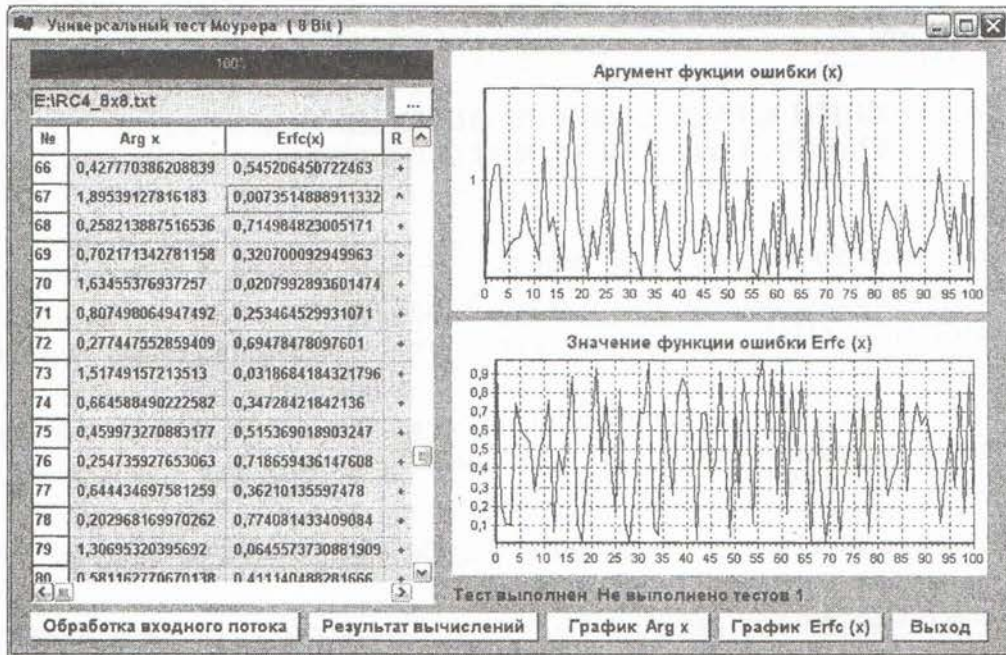 Универсальный тест Моурера ( 8 Bit )
100%
E:\RC4_8x8.txt ...
№ Arg x Erfc(x) R
66 0,427770386208839 0,545206450722463 +
67 1,89539127816183 0,0073514888911332 ^
68 0,258213887516536 0,714984823005171 +
69 0,702171342781158 0,320700092949963 +
70 1,63455376937257 0,0207992893601474 +
71 0,807498064947492 0,253464529931071 +
72 0,277447552859409 0,69478478097601 +
73 1,51749157213513 0,0318684184321796 +
74 0,664588490222582 0,34728421842136 +
75 0,459973270883177 0,515369018903247 +
76 0,254735927653063 0,718659436147608 +
77 0,644434697581259 0,36210135597478 +
78 0,202968169970262 0,774081433409084 +
79 1,30695320395692 0,0645573730881909 +
80 0,581162770670138 0,411140488281666 +
Аргумент фукции ошибки (x)
1
0 5 10 15 20 25 30 35 40 45 50 55 60 65 70 75 80 85 90 95 100
Значение функции ошибки Erfc (x)
0,9
0,8
0,7
0,6
0,5
0,4
0,3
0,2
0,1
0 5 10 15 20 25 30 35 40 45 50 55 60 65 70 75 80 85 90 95 100
Тест выполнен Не выполнено тестов 1
Обработка входного потока Результат вычислений График Arg x График Erfc (x) Выход